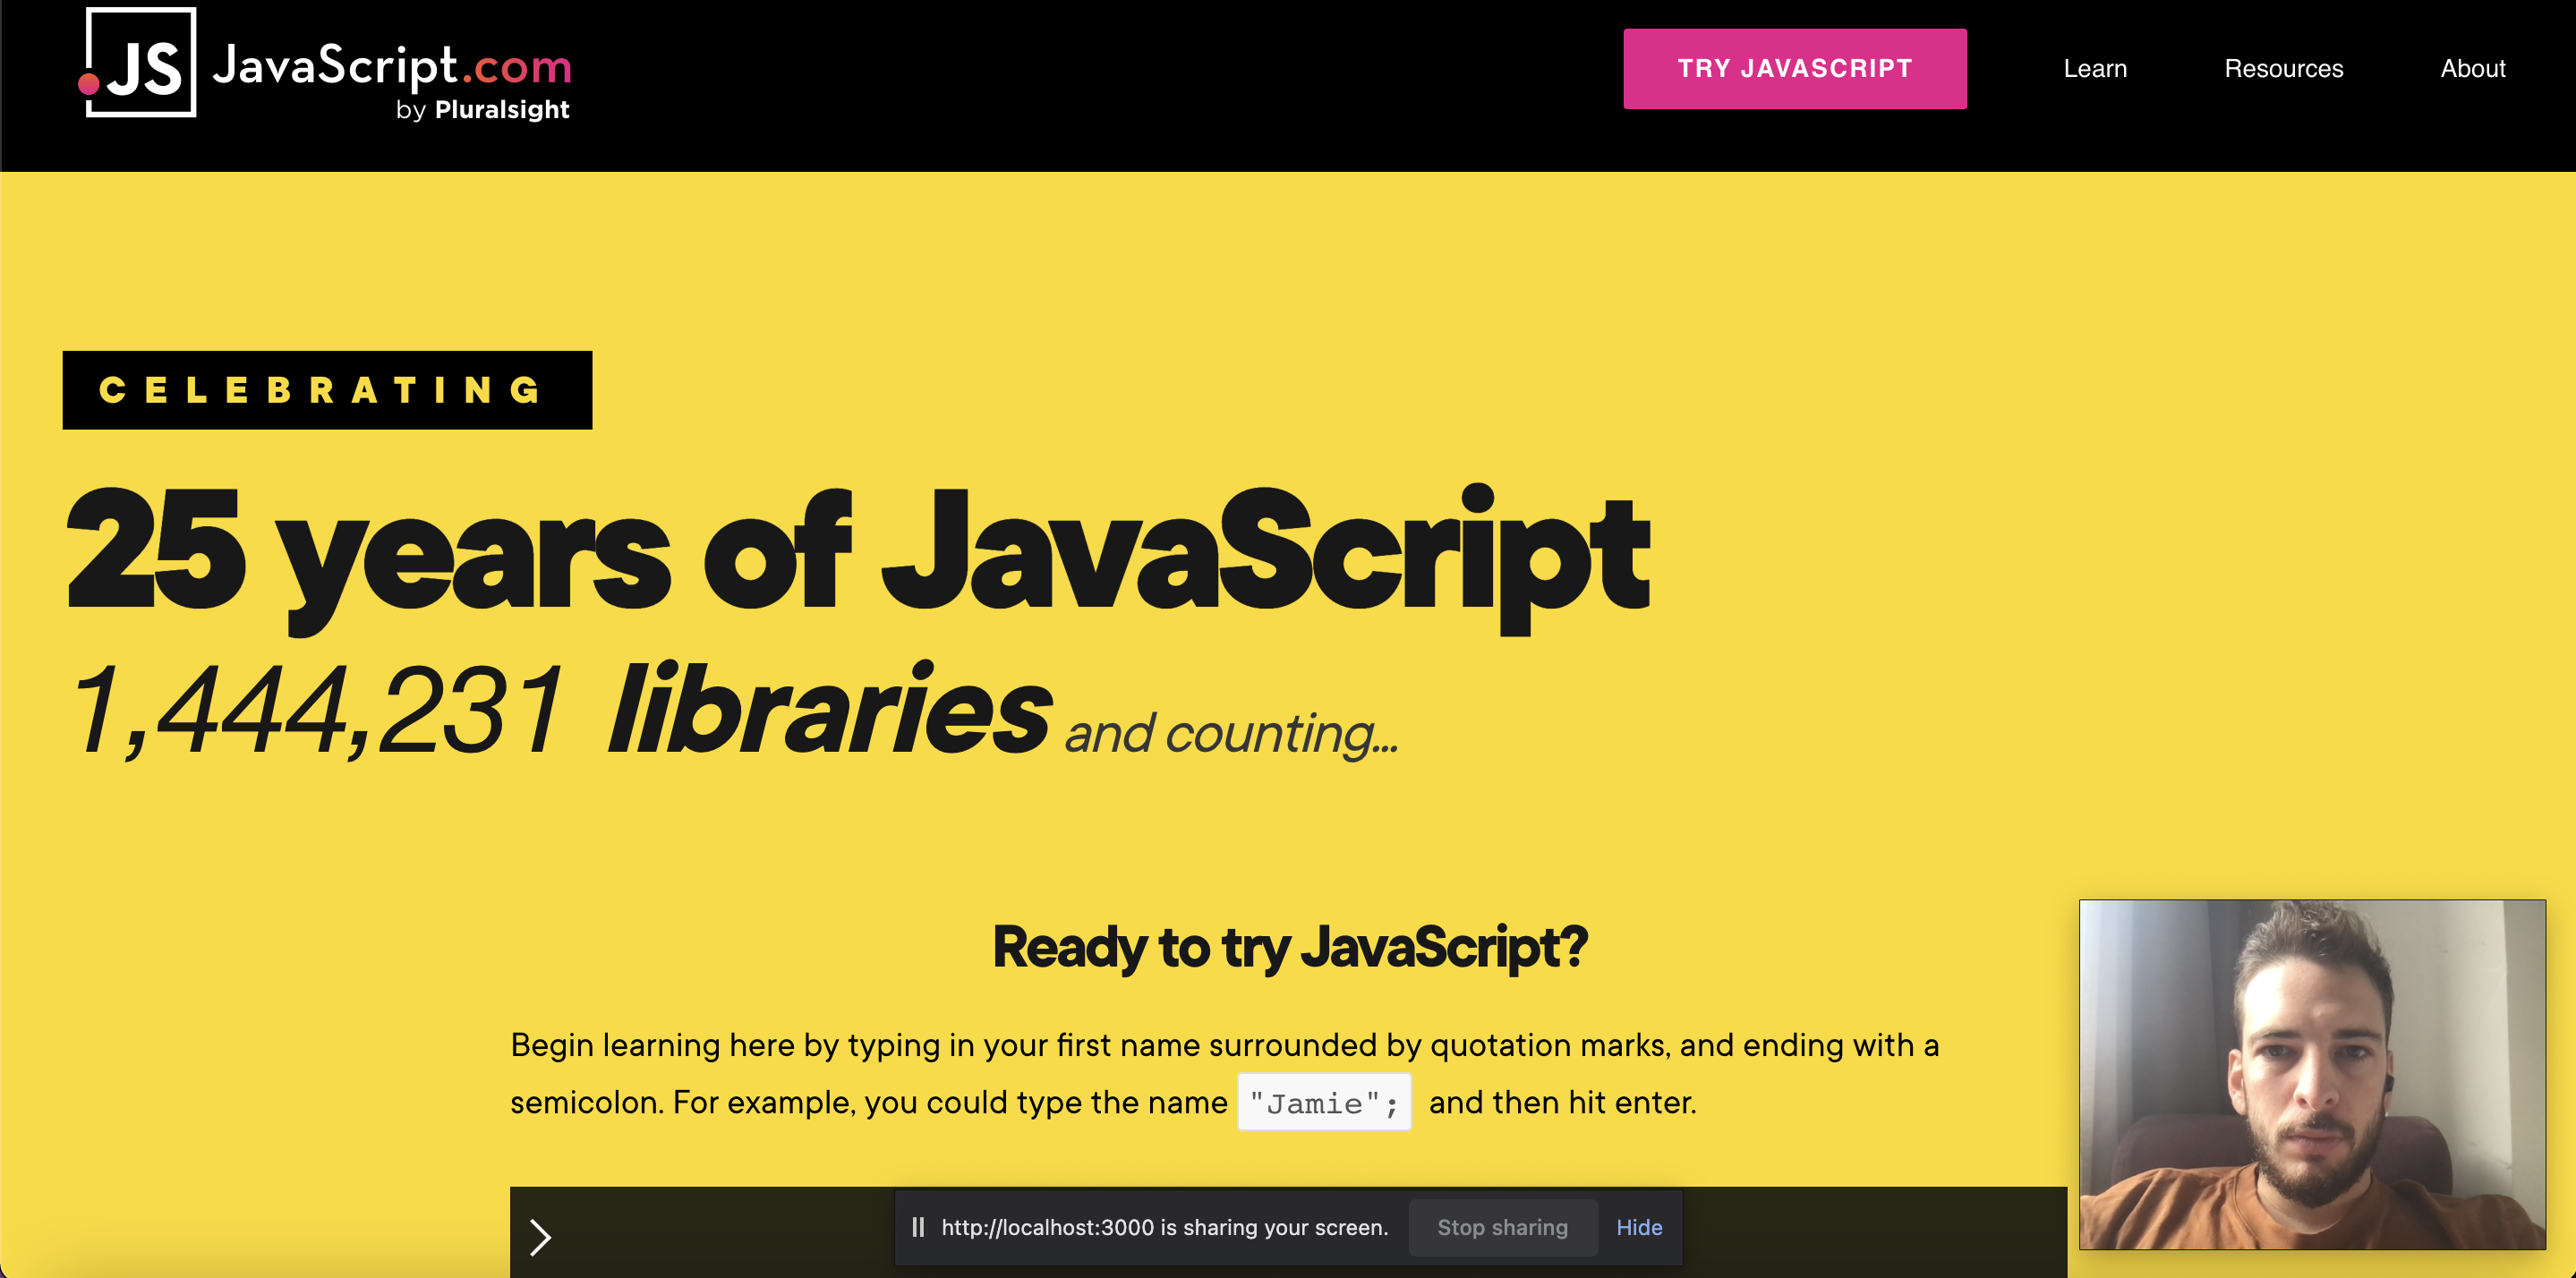 JS JavaScript.com
by Pluralsight
TRY JAVASCRIPT
Learn
Resources
About
CELEBRATING
25 years of JavaScript
1,444,231 libraries and counting...
Ready to try JavaScript?
Begin learning here by typing in your first name surrounded by quotation marks, and ending with a
semicolon. For example, you could type the name "Jamie"; and then hit enter.
http://localhost:3000 is sharing your screen.
Stop sharing
Hide